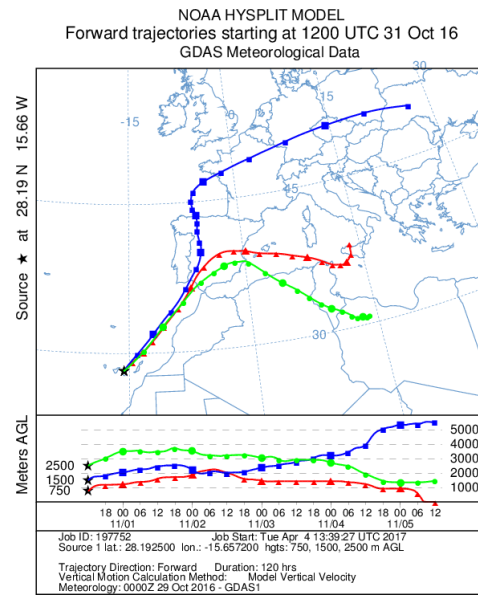 NOAA HYSPLIT MODEL
Forward trajectories starting at 1200 UTC 31 Oct 16
GDAS Meteorological Data
Source ★ at 28.19 N 15.66 W
-15
0
15
30
45
30
Meters AGL
2500
1500
750
5000
4000
3000
2000
1000
18 00 06 12 18 00 06 12 18 00 06 12 18 00 06 12 18 00 06 12
11/01 11/02 11/03 11/04 11/05
Job ID: 197752 Job Start: Tue Apr 4 13:39:27 UTC 2017
Source 1 lat.: 28.192500 lon.: -15.657200 hgts: 750, 1500, 2500 m AGL
Trajectory Direction: Forward Duration: 120 hrs
Vertical Motion Calculation Method: Model Vertical Velocity
Meteorology: 0000Z 29 Oct 2016 - GDAS1